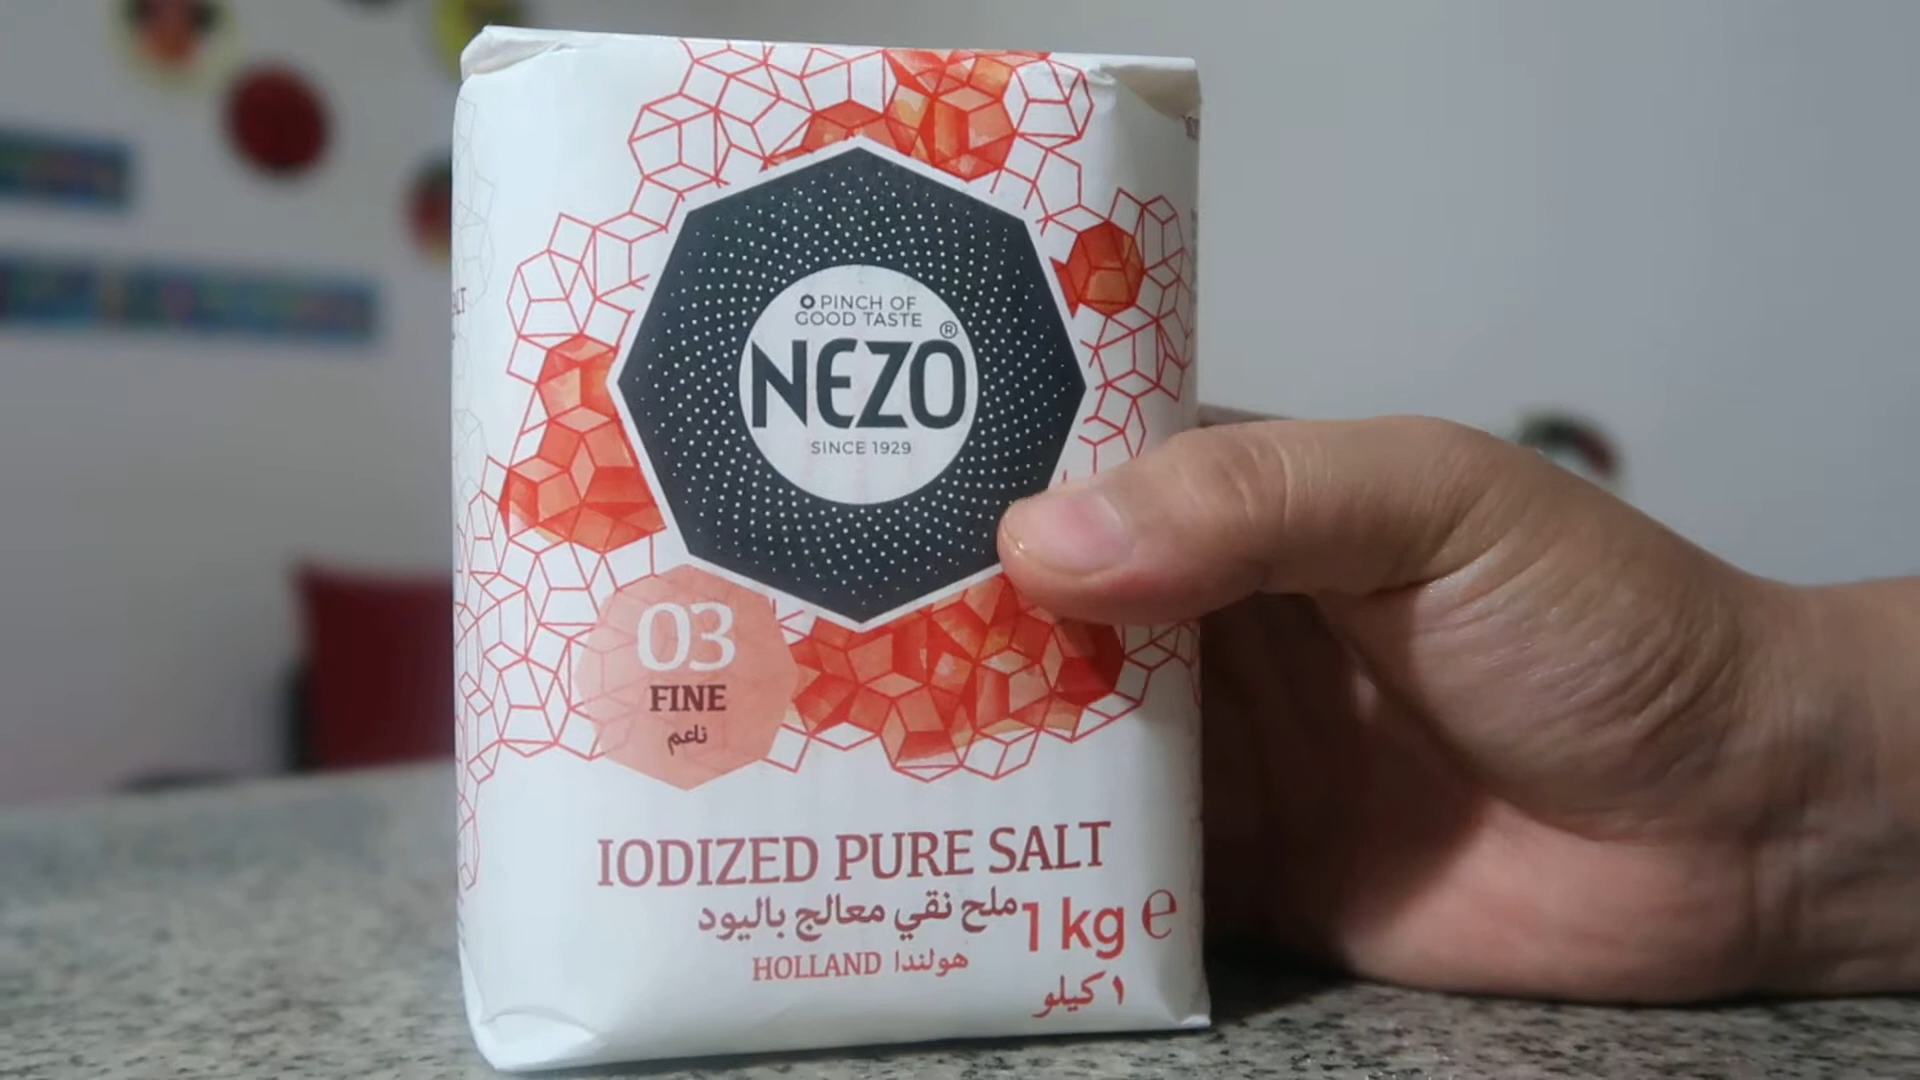 O PINCH OF
GOOD TASTE
NEZO®
SINCE 1929
03
FINE
ناعم
IODIZED PURE SALT
ملح نقي معالج باليود
HOLLAND هولندا
1 kg e
١ كيلو